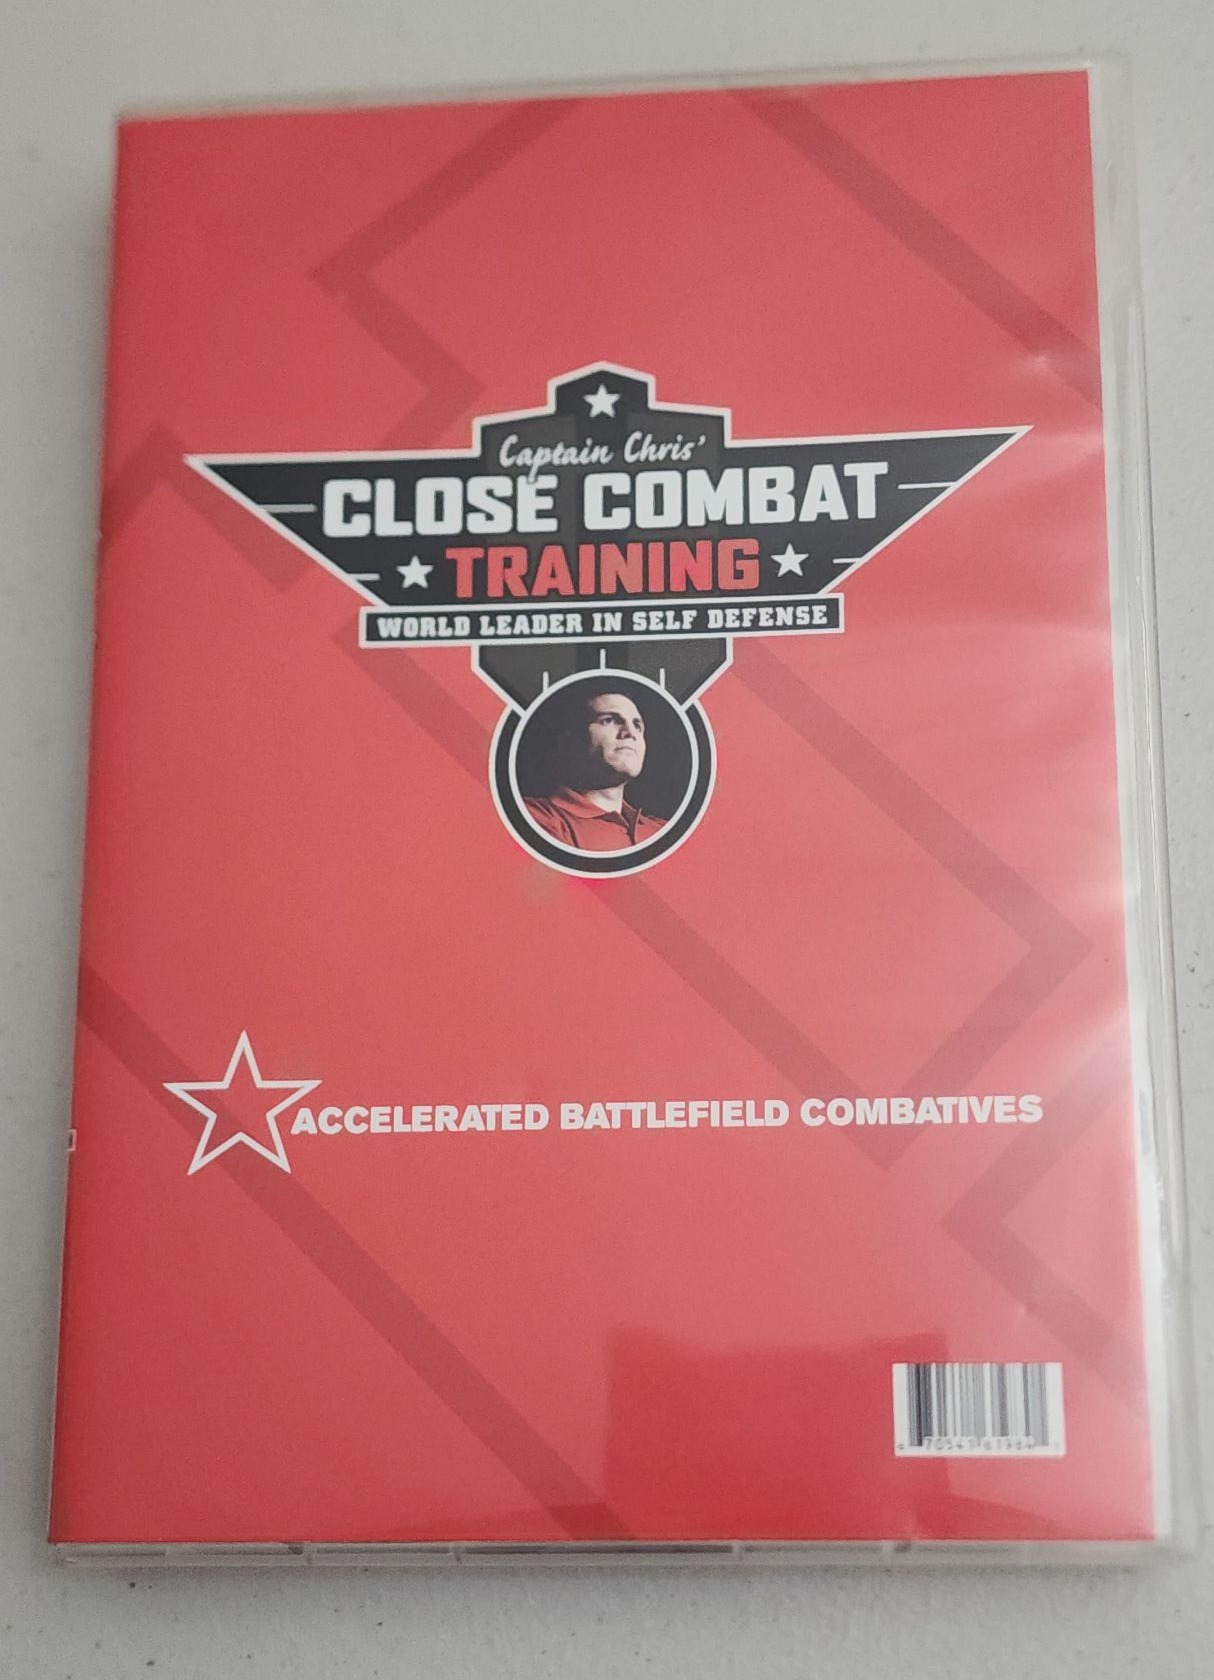 Captain Chris'
CLOSE COMBAT
TRAINING
WORLD LEADER IN SELF DEFENSE
ACCELERATED BATTLEFIELD COMBATIVES